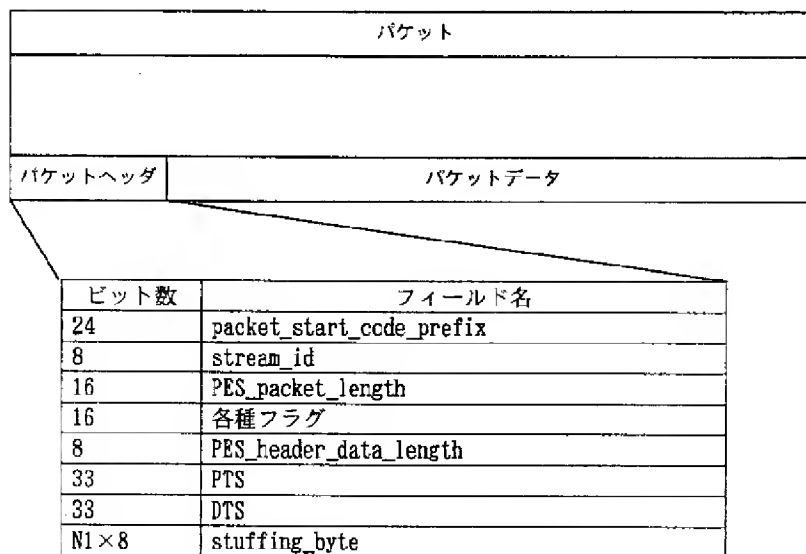 パケット
パケットヘッダ パケットデータ
ビット数 フィールド名
24 packet_start_code_prefix
8 stream_id
16 PES_packet_length
16 各種フラグ
8 PES_header_data_length
33 PTS
33 DTS
N1×8 stuffing_byte